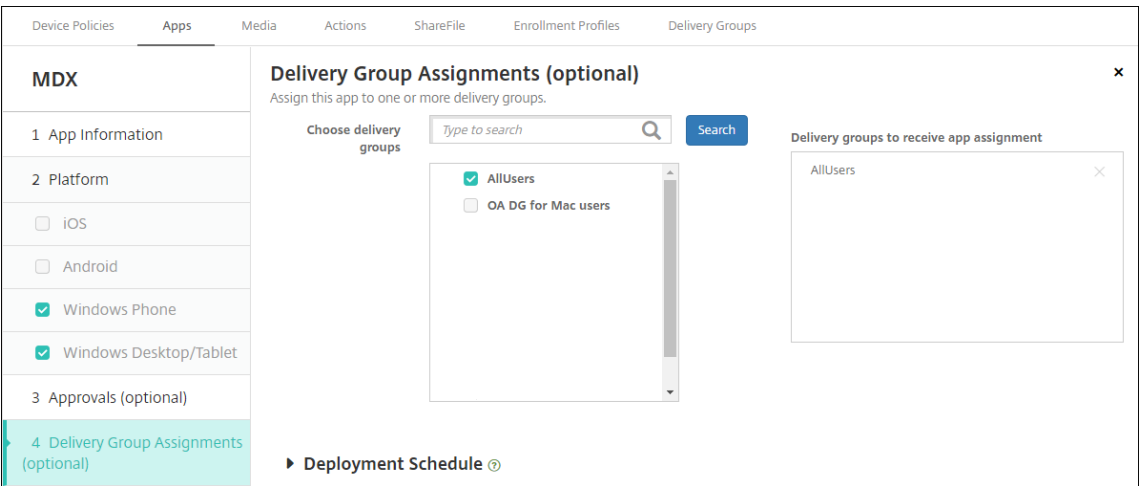 Device Policies Apps Media Actions ShareFile Enrollment Profiles Delivery Groups
MDX
1 App Information
2 Platform
iOS
Android
Windows Phone
Windows Desktop/Tablet
3 Approvals (optional)
4 Delivery Group Assignments
(optional)
Delivery Group Assignments (optional)
Assign this app to one or more delivery groups.
Choose delivery
groups
Type to search
Search
AllUsers
OA DG for Mac users
Delivery groups to receive app assignment
AllUsers
Deployment Schedule ?